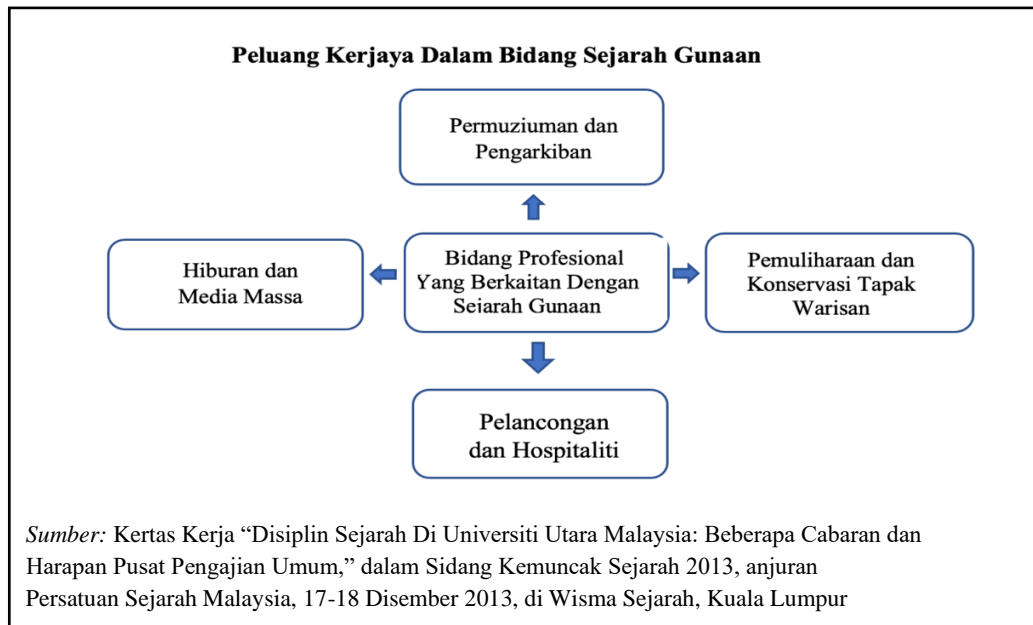 Peluang Kerjaya Dalam Bidang Sejarah Gunaan
Permuziuman dan
Pengarkiban
Hiburan dan
Media Massa
Bidang Profesional
Yang Berkaitan Dengan
Sejarah Gunaan
Pemuliharaan dan
Konservasi Tapak
Warisan
Pelancongan
dan Hospitaliti
Sumber: Kertas Kerja “Disiplin Sejarah Di Universiti Utara Malaysia: Beberapa Cabaran dan
Harapan Pusat Pengajian Umum,” dalam Sidang Kemuncak Sejarah 2013, anjuran
Persatuan Sejarah Malaysia, 17-18 Disember 2013, di Wisma Sejarah, Kuala Lumpur